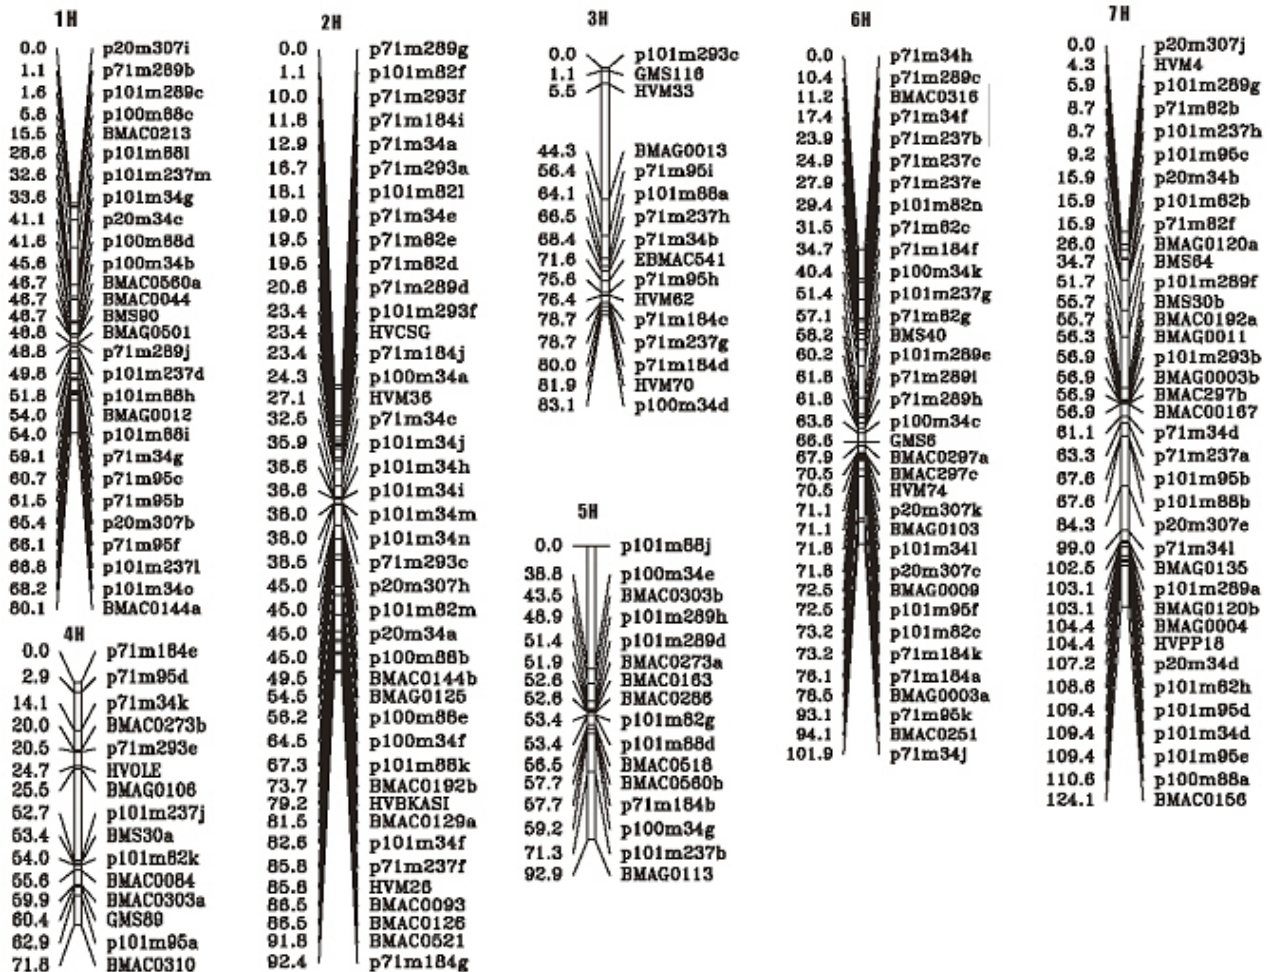 1H
0.0 p20m307i
1.1 p71m289b
1.6 p101m289c
5.8 p100m88c
15.5 BMAC0213
28.6 p101m88l
32.6 p101m237m
33.6 p101m34g
41.1 p20m34c
41.6 p100m88d
45.6 p100m34b
46.7 BMAC0560a
46.7 BMAC0044
46.7 BMS90
48.8 BMAG0501
48.8 p71m289j
49.8 p101m237d
51.8 p101m88h
54.0 BMAG0012
54.0 p101m88i
59.1 p71m34g
60.7 p71m95c
61.5 p71m95b
65.4 p20m307b
66.1 p71m95f
66.8 p101m237l
68.2 p101m34o
80.1 BMAC0144a
4H
0.0 p71m184e
2.9 p71m95d
14.1 p71m34k
20.0 BMAC0273b
20.5 p71m293e
24.7 HVOLE
25.5 BMAG0106
52.7 p101m237j
53.4 BMS30a
54.0 p101m82k
55.6 BMAC0084
59.9 BMAC0303a
60.4 GMS89
62.9 p101m95a
71.8 BMAC0310
2H
0.0 p71m289g
1.1 p101m82f
10.0 p71m293f
11.8 p71m184i
12.9 p71m34a
16.7 p71m293a
18.1 p101m82l
19.0 p71m34e
19.5 p71m82e
19.5 p71m82d
20.6 p71m289d
23.4 p101m293f
23.4 HVCSG
23.4 p71m184j
24.3 p100m34a
27.1 HVM36
32.5 p71m34c
35.9 p101m34j
36.6 p101m34h
36.6 p101m34i
38.0 p101m34m
38.0 p101m34n
38.5 p71m293c
45.0 p20m307h
45.0 p101m82m
45.0 p20m34a
45.0 p100m88b
49.5 BMAC0144b
54.5 BMAG0125
58.2 p100m88e
64.5 p100m34f
67.3 p101m88k
73.7 BMAC0192b
79.2 HVBKASI
81.5 BMAC0129a
82.6 p101m34f
85.8 p71m237f
85.8 HVM26
86.5 BMAC0093
86.5 BMAC0126
91.8 BMAC0521
92.4 p71m184g
3H
0.0 p101m293c
1.1 GMS116
5.5 HVM33
44.3 BMAG0013
56.4 p71m95i
64.1 p101m88a
66.5 p71m237h
68.4 p71m34b
71.6 EBMAC541
75.6 p71m95h
76.4 HVM62
78.7 p71m184c
78.7 p71m237g
80.0 p71m184d
81.9 HVM70
83.1 p100m34d
5H
0.0 p101m88j
38.8 p100m34e
43.5 BMAC0303b
48.9 p101m289h
51.4 p101m289d
51.9 BMAC0273a
52.6 BMAC0163
52.6 BMAC0286
53.4 p101m82g
53.4 p101m88d
56.5 BMAC0518
57.7 BMAC0560b
57.7 p71m184b
59.2 p100m34g
71.3 p101m237b
92.9 BMAG0113
6H
0.0 p71m34h
10.4 p71m289c
11.2 BMAC0316
17.4 p71m34f
23.9 p71m237b
24.9 p71m237c
27.9 p71m237e
29.4 p101m82n
31.5 p71m82c
34.7 p71m184f
40.4 p100m34k
51.4 p101m237g
57.1 p71m82g
58.2 BMS40
60.2 p101m289e
61.8 p71m289i
61.8 p71m289h
63.6 p100m34c
66.6 GMS6
67.9 BMAC0297a
70.5 BMAC297c
70.5 HVM74
71.1 p20m307k
71.1 BMAG0103
71.8 p101m34l
71.8 p20m307c
72.5 BMAG0009
72.5 p101m95f
73.2 p101m82c
73.2 p71m184k
76.1 p71m184a
78.5 BMAG0003a
93.1 p71m95k
94.1 BMAC0251
101.9 p71m34j
7H
0.0 p20m307j
4.3 HVM4
5.9 p101m289g
8.7 p71m82b
8.7 p101m237h
9.2 p101m95c
15.9 p20m34b
15.9 p101m82b
15.9 p71m82f
26.0 BMAG0120a
34.7 BMS64
51.7 p101m289f
55.7 BMS30b
55.7 BMAC0192a
56.3 BMAG0011
56.9 p101m293b
56.9 BMAG0003b
56.9 BMAC297b
56.9 BMAC00167
61.1 p71m34d
63.3 p71m237a
67.6 p101m95b
67.6 p101m88b
84.3 p20m307e
99.0 p71m34l
102.5 BMAG0135
103.1 p101m289a
103.1 BMAG0120b
104.4 BMAG0004
104.4 HVPP18
107.2 p20m34d
108.6 p101m82h
109.4 p101m95d
109.4 p101m34d
109.4 p101m95e
110.6 p100m88a
124.1 BMAC0156